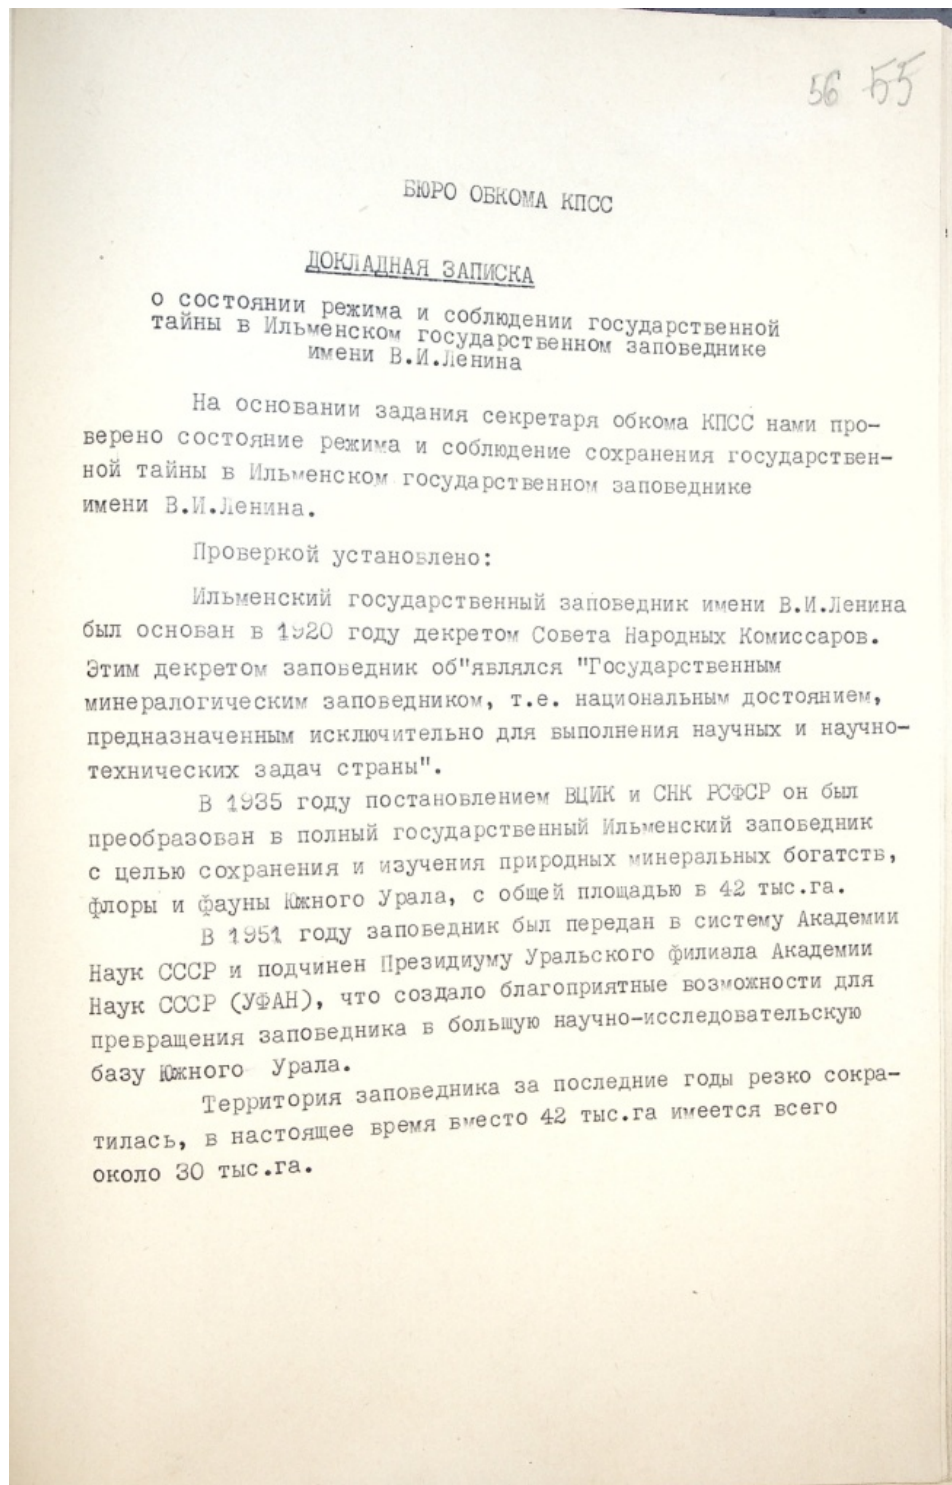 56 55
БЮРО ОБКОМА КПСС
ДОКЛАДНАЯ ЗАПИСКА
о состоянии режима и соблюдении государственной
тайны в Ильменском государственном заповеднике
имени В.И.Ленина
На основании задания секретаря обкома КПСС нами про-
верено состояние режима и соблюдение сохранения государствен-
ной тайны в Ильменском государственном заповеднике
имени В.И.Ленина.
Проверкой установлено:
Ильменский государственный заповедник имени В.И.Ленина
был основан в 1920 году декретом Совета Народных Комиссаров.
Этим декретом заповедник об"являлся "Государственным
минералогическим заповедником, т.е. национальным достоянием,
предназначенным исключительно для выполнения научных и научно-
технических задач страны".
В 1935 году постановлением ВЦИК и СНК РСФСР он был
преобразован в полный государственный Ильменский заповедник
с целью сохранения и изучения природных минеральных богатств,
флоры и фауны Южного Урала, с общей площадью в 42 тыс.га.
В 1951 году заповедник был передан в систему Академии
Наук СССР и подчинен Президиуму Уральского филиала Академии
Наук СССР (УФАН), что создало благоприятные возможности для
превращения заповедника в большую научно-исследовательскую
базу Южного Урала.
Территория заповедника за последние годы резко сокра-
тилась, в настоящее время вместо 42 тыс.га имеется всего
около 30 тыс.га.